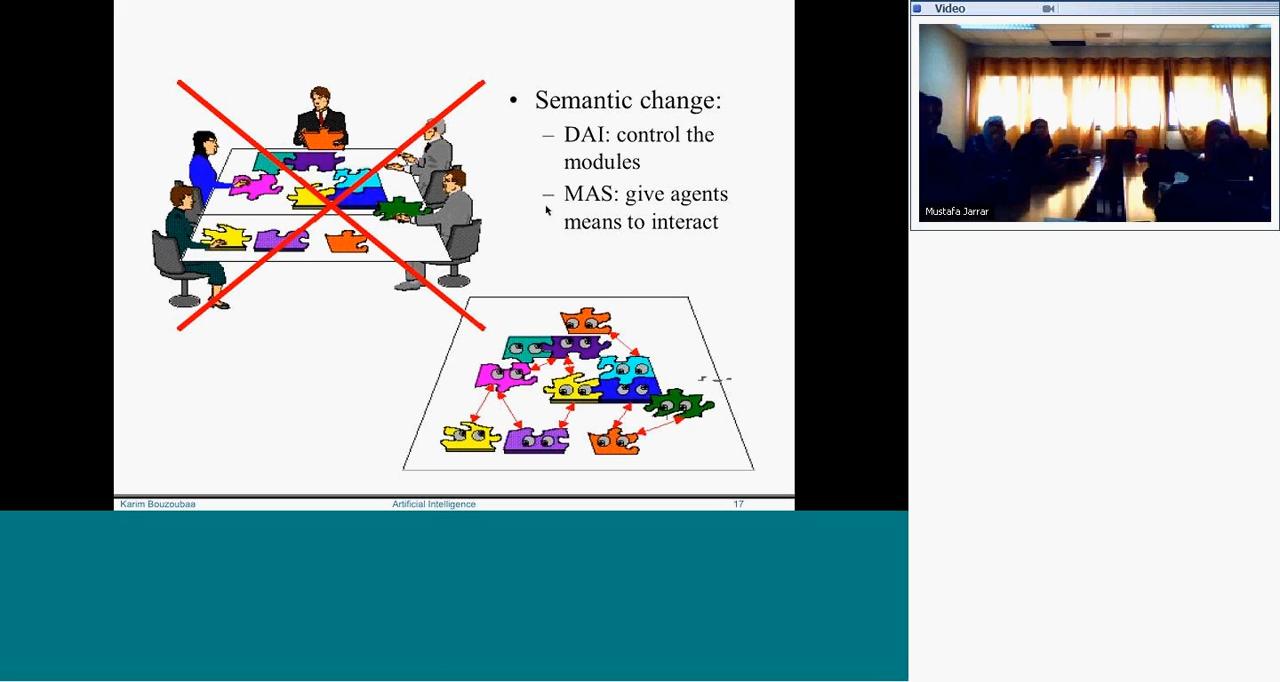 Video
• Semantic change:
– DAI: control the
modules
– MAS: give agents
means to interact
Mustafa Jarrar
Karim Bouzoubaa Artificial Intelligence 17